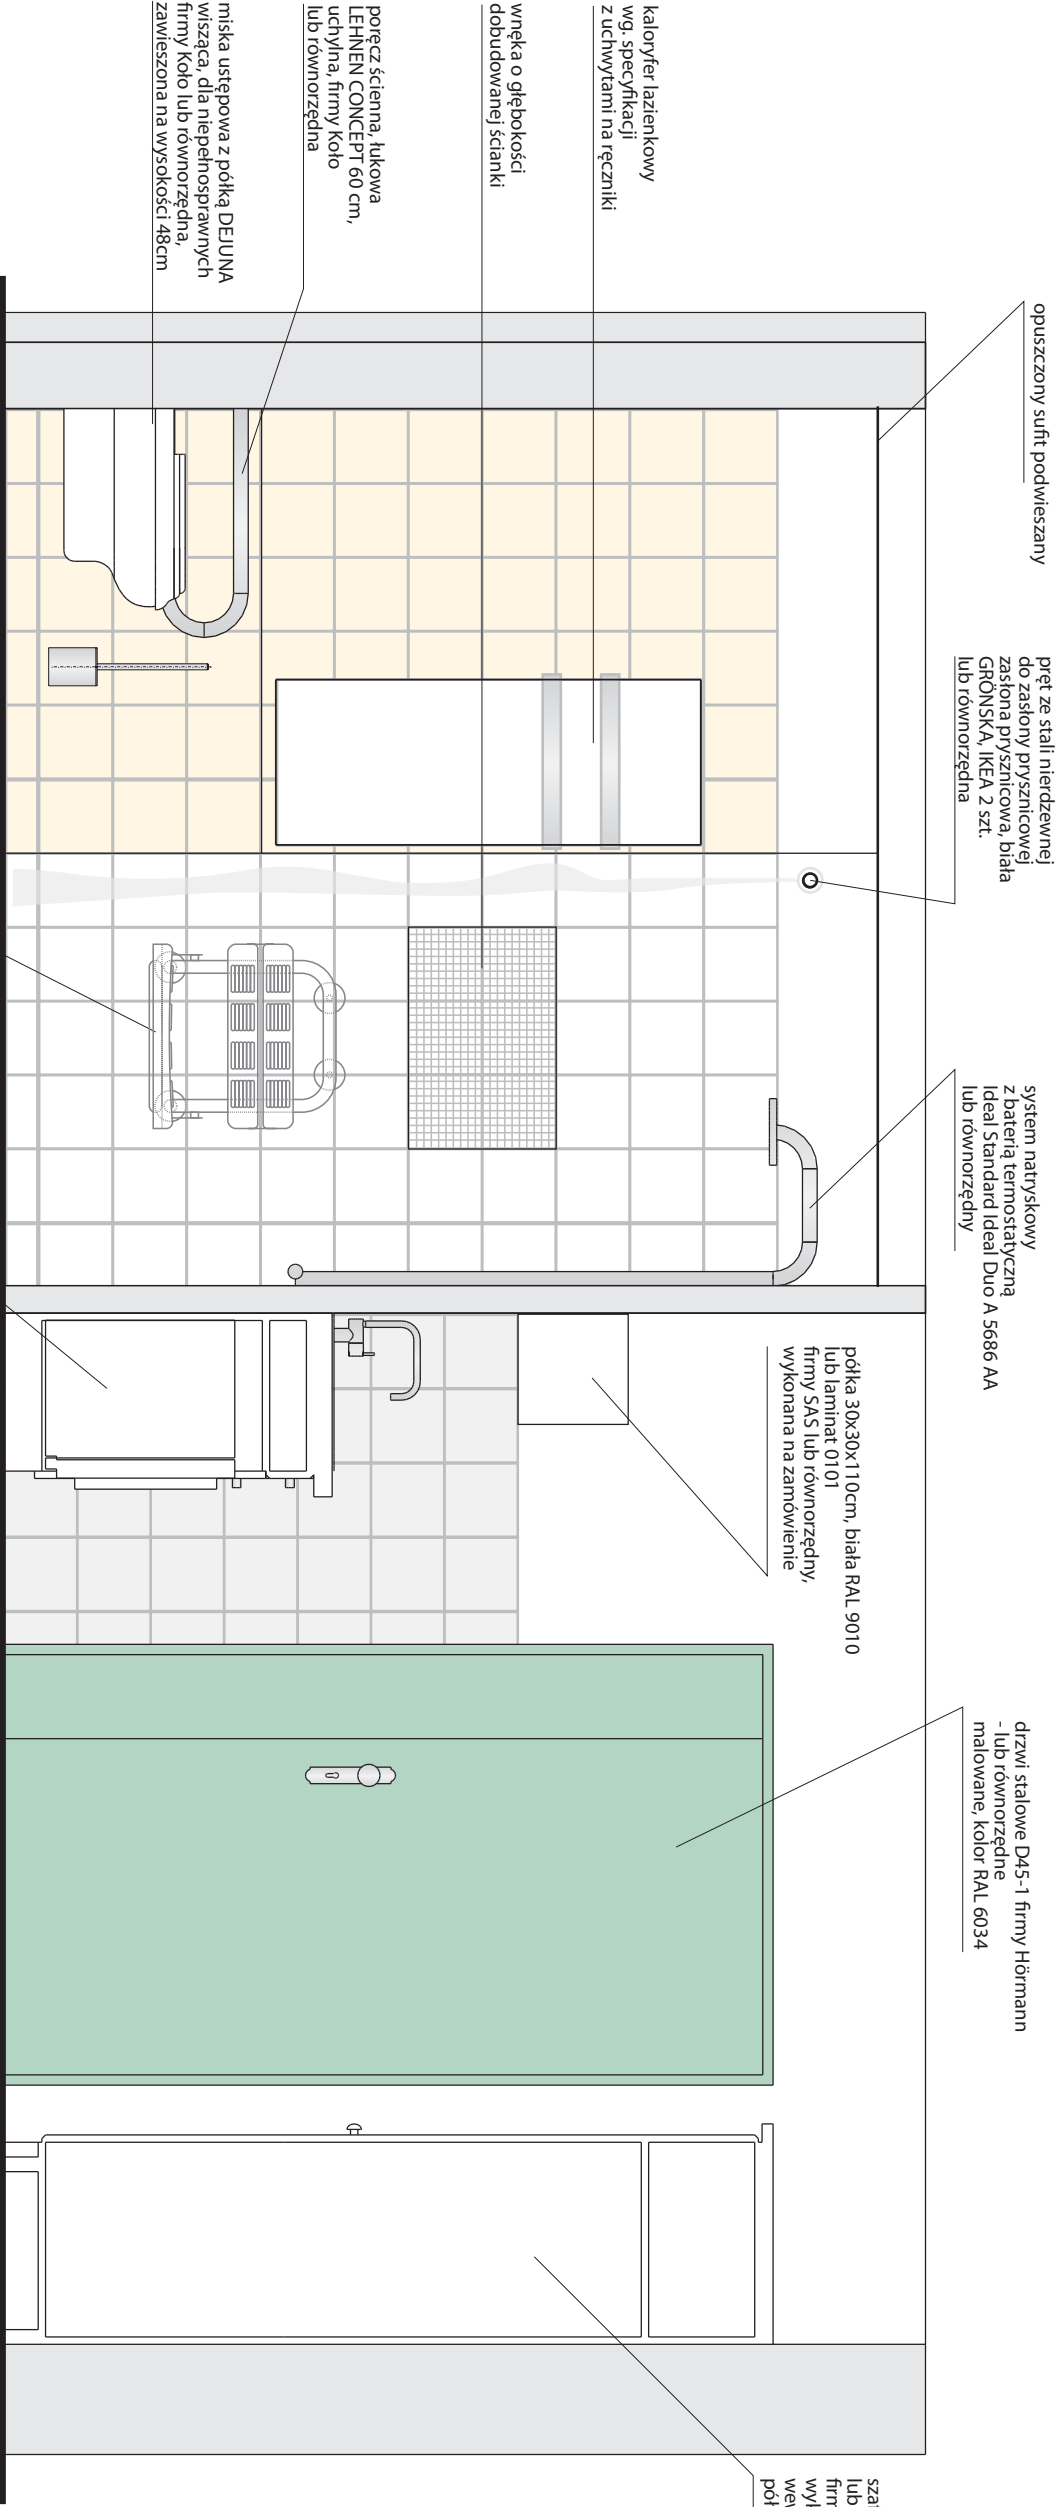 opuszczony sufit podwieszany
pręt ze stali nierdzewnej
do zasłony prysznicowej
zasłona prysznicowa, biała
GRÖNSKA, IKEA 2 szt.
lub równorzędna
system natryskowy
z baterią termostatyczną
Ideal Standard Ideal Duo A 5686 AA
lub równorzędny
drzwi stalowe D45-1 firmy Hörmann
- lub równorzędne
malowane, kolor RAL 6034
półka 30x30x110cm, biała RAL 9010
lub laminat 0101
firmy SAS lub równorzędny,
wykonana na zamówienie
kaloryfer lazienkowy
wg. specyfikacji
z uchwytami na ręczniki
wnęka o głębokości
dobudowanej ścianki
poręcz ścienna, łukowa
LEHNEN CONCEPT 60 cm,
uchylna, firmy Koło
lub równorzędna
miska ustępowa z półką DEJUNA
wisząca, dla niepełnosprawnych
firmy Koło lub równorzędna,
zawieszona na wysokości 48cm
lub